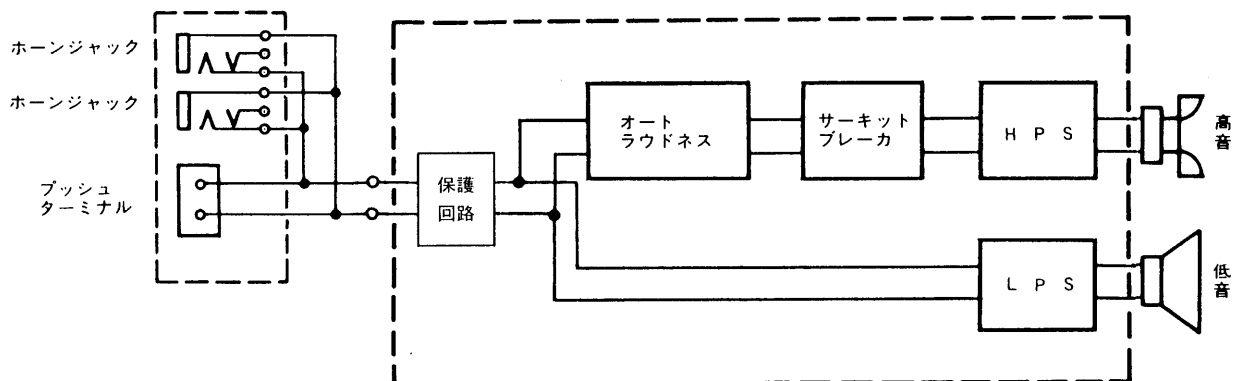 ホーンジャック
ホーンジャック
プッシュ
ターミナル
保護
回路
オート
ラウドネス
サーキット
ブレーカ
HPS
高音
LPS
低音